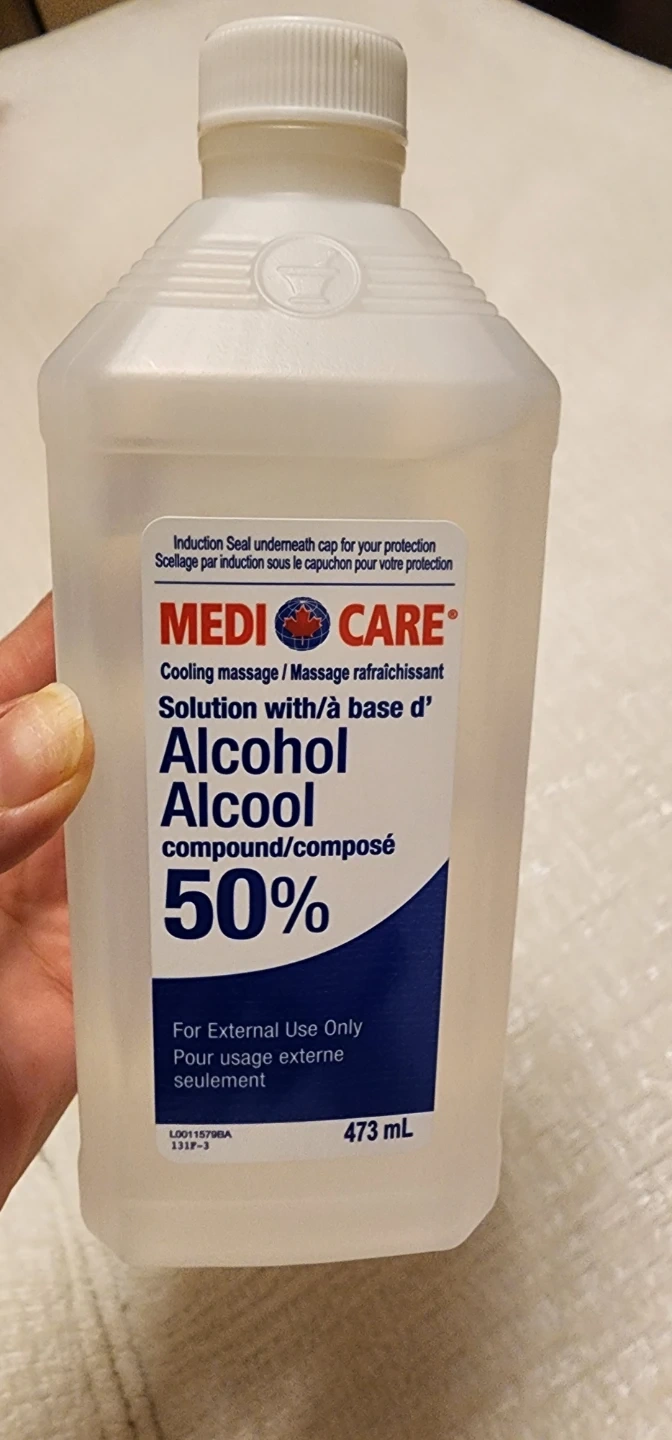 Induction Seal underneath cap for your protection
Scellage par induction sous le capuchon pour votre protection
MEDI CARE®
Cooling massage / Massage rafraîchissant
Solution with/à base d'
Alcohol
Alcool
compound/composé
50%
For External Use Only
Pour usage externe
seulement
L0011579BA
131F-3
473 mL